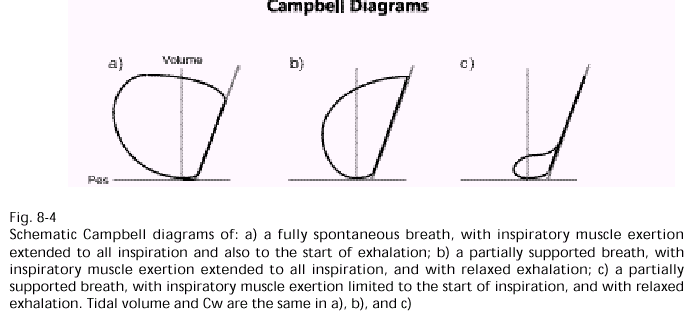 Campbell Diagrams
a) Volume b) c)
Pes
Fig. 8-4
Schematic Campbell diagrams of: a) a fully spontaneous breath, with inspiratory muscle exertion
extended to all inspiration and also to the start of exhalation; b) a partially supported breath, with
inspiratory muscle exertion extended to all inspiration, and with relaxed exhalation; c) a partially
supported breath, with inspiratory muscle exertion limited to the start of inspiration, and with relaxed
exhalation. Tidal volume and Cw are the same in a), b), and c)